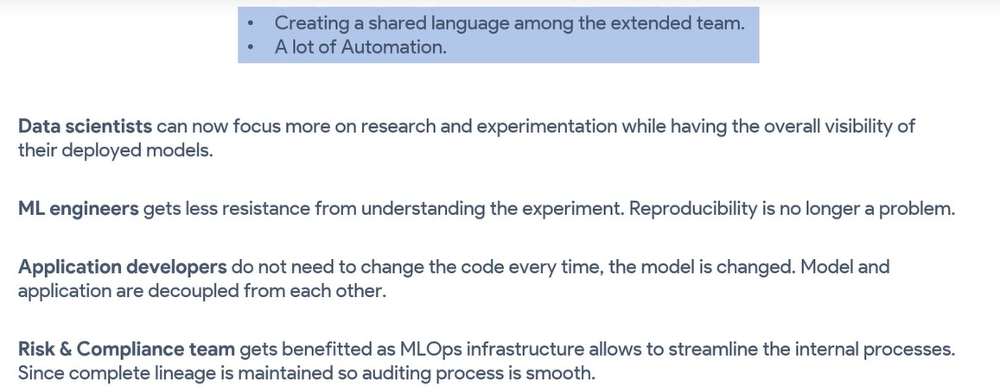 • Creating a shared language among the extended team.
• A lot of Automation.
Data scientists can now focus more on research and experimentation while having the overall visibility of
their deployed models.
ML engineers gets less resistance from understanding the experiment. Reproducibility is no longer a problem.
Application developers do not need to change the code every time, the model is changed. Model and
application are decoupled from each other.
Risk & Compliance team gets benefitted as MLOps infrastructure allows to streamline the internal processes.
Since complete lineage is maintained so auditing process is smooth.